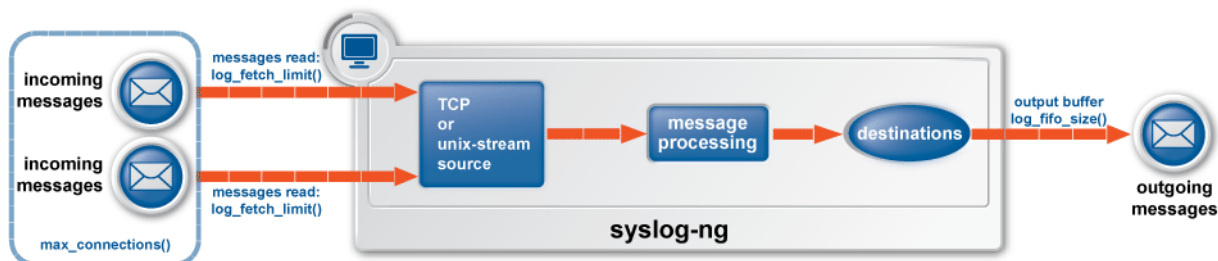 incoming
messages
messages read:
log_fetch_limit()
incoming
messages
messages read:
log_fetch_limit()
max_connections()
TCP
or
unix-stream
source
message
processing
destinations
output buffer
log_fifo_size()
outgoing
messages
syslog-ng